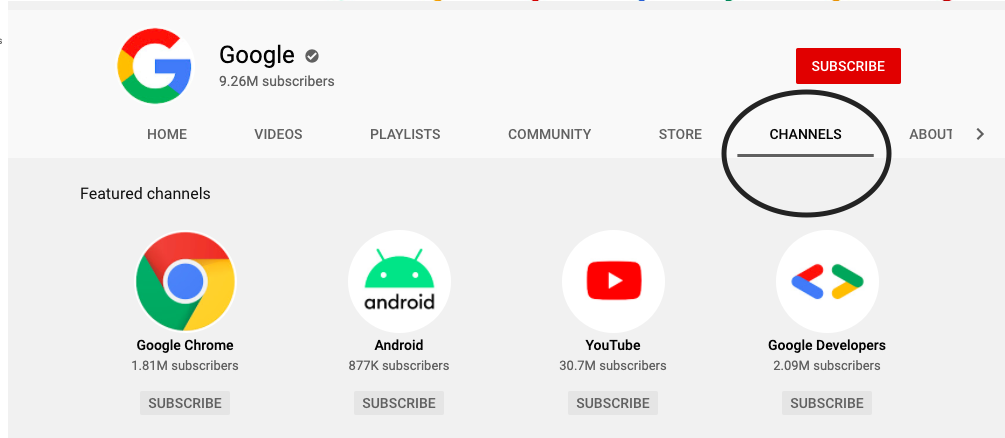 Google
9.26M subscribers
SUBSCRIBE
HOME VIDEOS PLAYLISTS COMMUNITY STORE CHANNELS ABOUT
Featured channels
android
Google Chrome Android YouTube Google Developers
1.81M subscribers 877K subscribers 30.7M subscribers 2.09M subscribers
SUBSCRIBE SUBSCRIBE SUBSCRIBE SUBSCRIBE